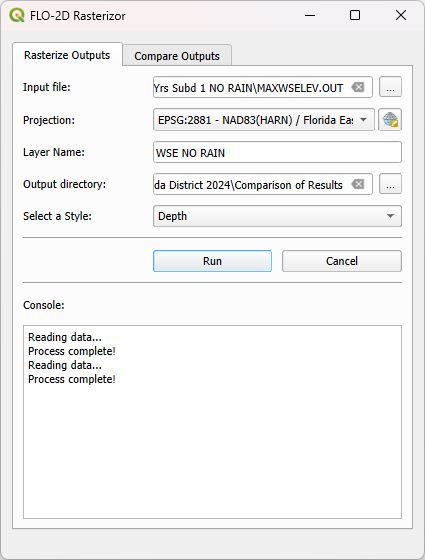 FLO-2D Rasterizor
Rasterize Outputs
Compare Outputs
Input file:
Yrs Subd 1 NO RAIN\MAXWSELEV.OUT
...
Projection:
EPSG:2881 - NAD83(HARN) / Florida Eas
Layer Name:
WSE NO RAIN
Output directory:
da District 2024\Comparison of Results
...
Select a Style:
Depth
Run
Cancel
Console:
Reading data...
Process complete!
Reading data...
Process complete!